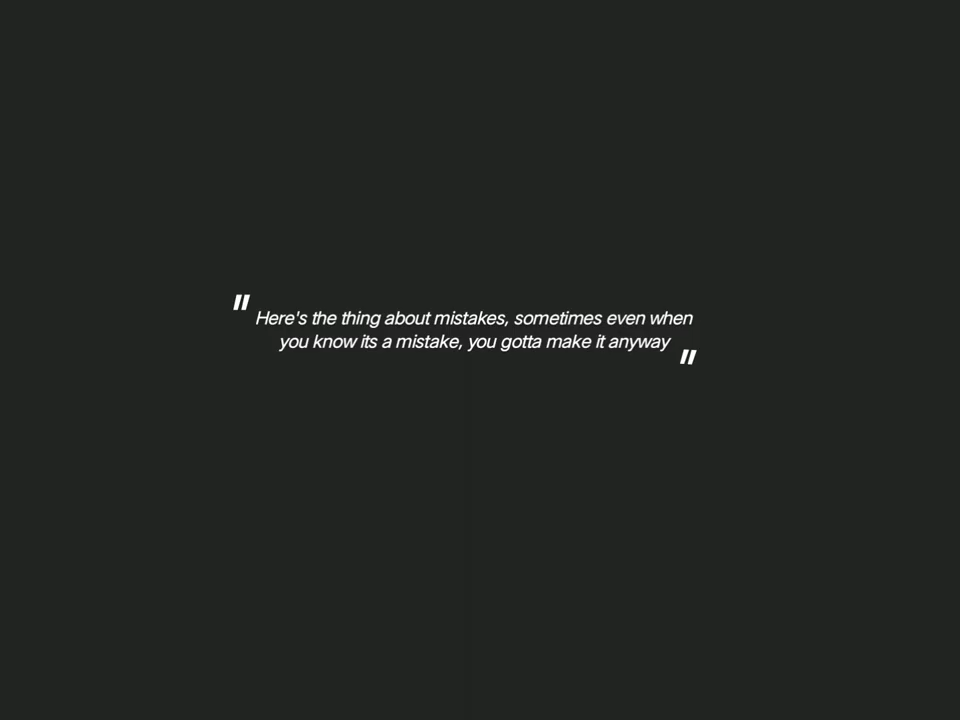 "Here's the thing about mistakes, sometimes even when
you know its a mistake, you gotta make it anyway"